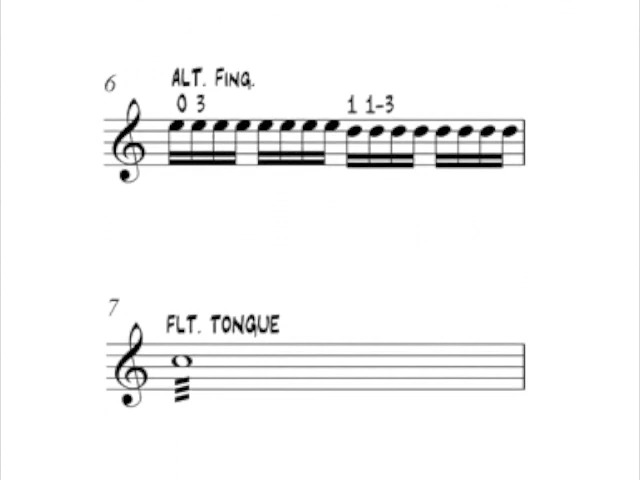 6
ALT. FING.
0 3
1 1-3
7
FLT. TONGUE